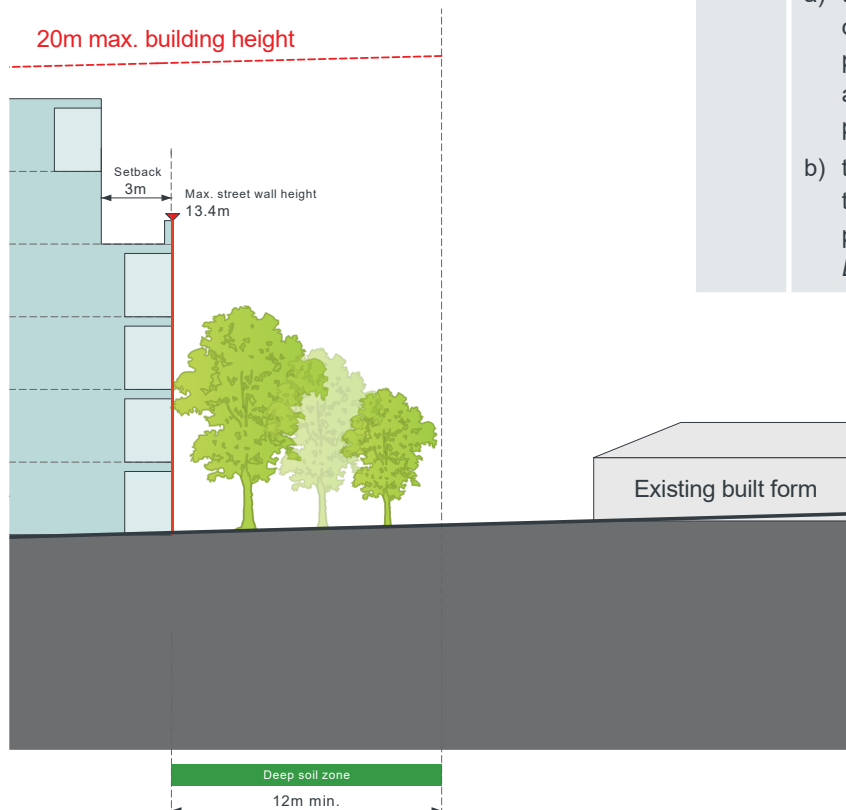 20m max. building height
Setback
3m
Max. street wall height
13.4m
Existing built form
Deep soil zone
12m min.
b)